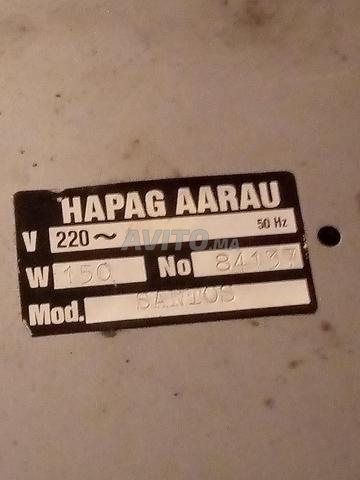 HAPAG AARAU
V 220~ 50 Hz
AVITO.MA
W 150 No 84137
Mod. SANTOS